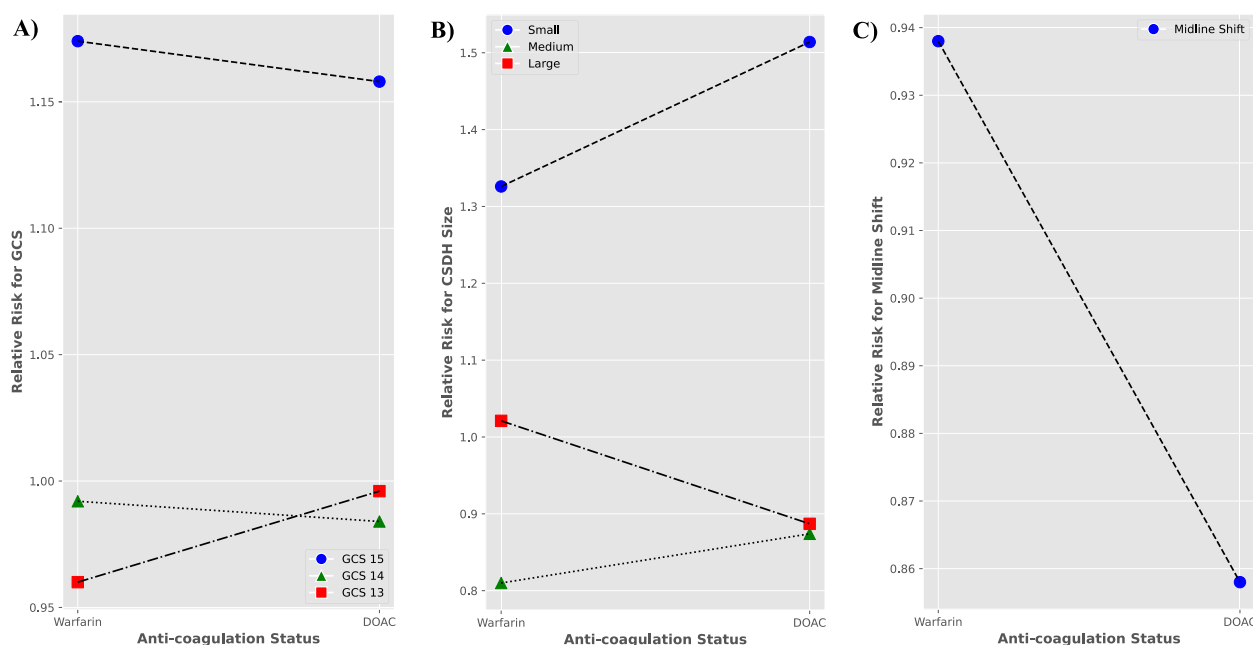 A)
Relative Risk for GCS
1.15
1.10
1.05
1.00
0.95
GCS 15
GCS 14
GCS 13
Warfarin
DOAC
Anti-coagulation Status
B)
Relative Risk for CSDH Size
Small
Medium
Large
1.5
1.4
1.3
1.2
1.1
1.0
0.9
0.8
Warfarin
DOAC
Anti-coagulation Status
C)
Relative Risk for Midline Shift
Midline Shift
0.94
0.93
0.92
0.91
0.90
0.89
0.88
0.87
0.86
Warfarin
DOAC
Anti-coagulation Status